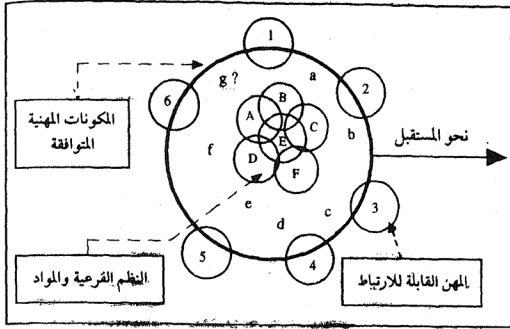 1
g ?
a
6
B
2
A
C
المكونات المهنية
المتوافقة
E
b
نحو المستقبل
f
D
F
e
c
3
d
5
4
النظم الفرعية والمواد
المهن القابلة للارتباط